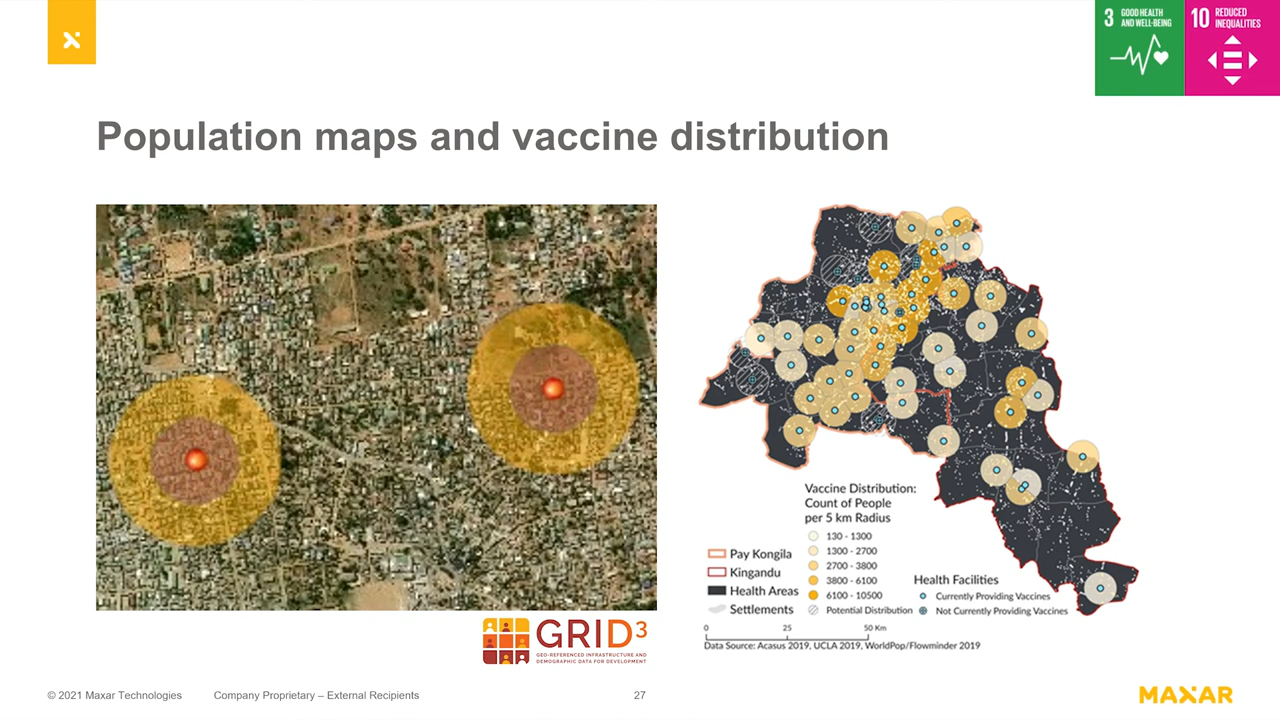 3 GOOD HEALTH
AND WELL-BEING
10 REDUCED
INEQUALITIES
Population maps and vaccine distribution
Vaccine Distribution:
Count of People
per 5 km Radius
130 - 1300
1300 - 2700
2700 - 3800
3800 - 6100
6100 - 10500
Potential Distribution
Pay Kongila
Kingandu
Health Areas
Settlements
Health Facilities
Currently Providing Vaccines
Not Currently Providing Vaccines
0 25 50 Km
Data Source: Acasus 2019, UCLA 2019, WorldPop/Flowminder 2019
GRID3
GEO-REFERENCED INFRASTRUCTURE AND
DEMOGRAPHIC DATA FOR DEVELOPMENT
© 2021 Maxar Technologies Company Proprietary – External Recipients 27
MAXAR